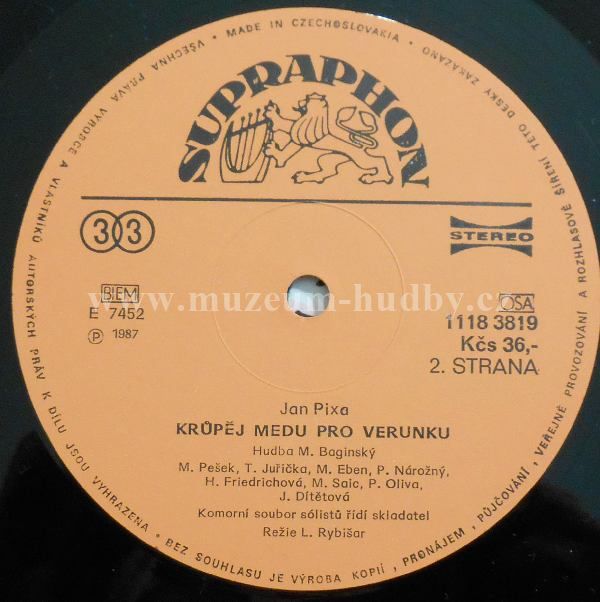 VŠECHNA PRÁVA VÝROBCE A VLASTNÍKŮ AUTORSKÝCH PRÁV K DÍLU JSOU VYHRAZENA • BEZ SOUHLASU JE VÝROBA KOPIÍ, PRONÁJEM, PŮJČOVÁNÍ, VEŘEJNÉ PROVOZOVÁNÍ A ROZHLASOVÉ ŠÍŘENÍ TÉTO DESKY ZAKÁZÁNO • MADE IN CZECHOSLOVAKIA •
SUPRAPHON
33
STEREO
www.muzeum-hudby.cz
BIEM
E 7452
Ⓟ 1987
OSA
1118 3819
Kčs 36,-
2. STRANA
Jan Pixa
KRŮPĚJ MEDU PRO VERUNKU
Hudba M. Baginský
M. Pešek, T. Juřička, M. Eben, P. Nárožný,
H. Friedrichová, M. Saic, P. Oliva,
J. Dítětová
Komorní soubor sólistů řídí skladatel
Režie L. Rybišar